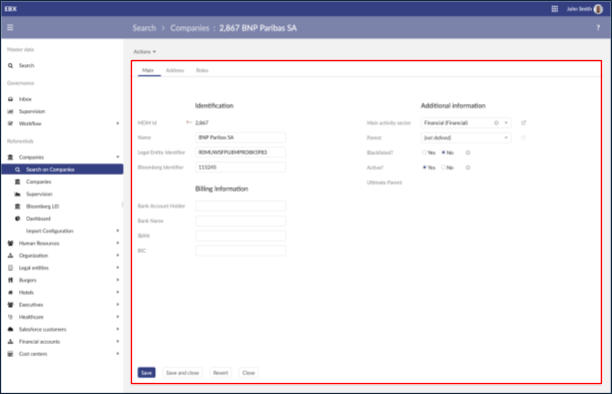 EBX
John Smith
Search > Companies : 2,867 BNP Paribas SA
?
Master data
Search
Governance
Inbox
Supervision
Workflow
Referentials
Companies
Search on Companies
Companies
Supervision
Bloomberg LEI
Dashboard
Import Configuration
Human Resources
Organization
Legal entities
Burgers
Hotels
Executives
Healthcare
Salesforce customers
Financial accounts
Cost centers
Actions
Main Address Roles
Identification
MDM Id 2,867
Name BNP Paribas SA
Legal Entity Identifier R0MUWSFPU8MPRO8K5P83
Bloomberg Identifier 115245
Billing Information
Bank Account Holder
Bank Name
IBAN
BIC
Additional information
Main activity sector Financial (Financial)
Parent [not defined]
Blacklisted? Yes No
Active? Yes No
Ultimate Parent
Save Save and close Revert Close